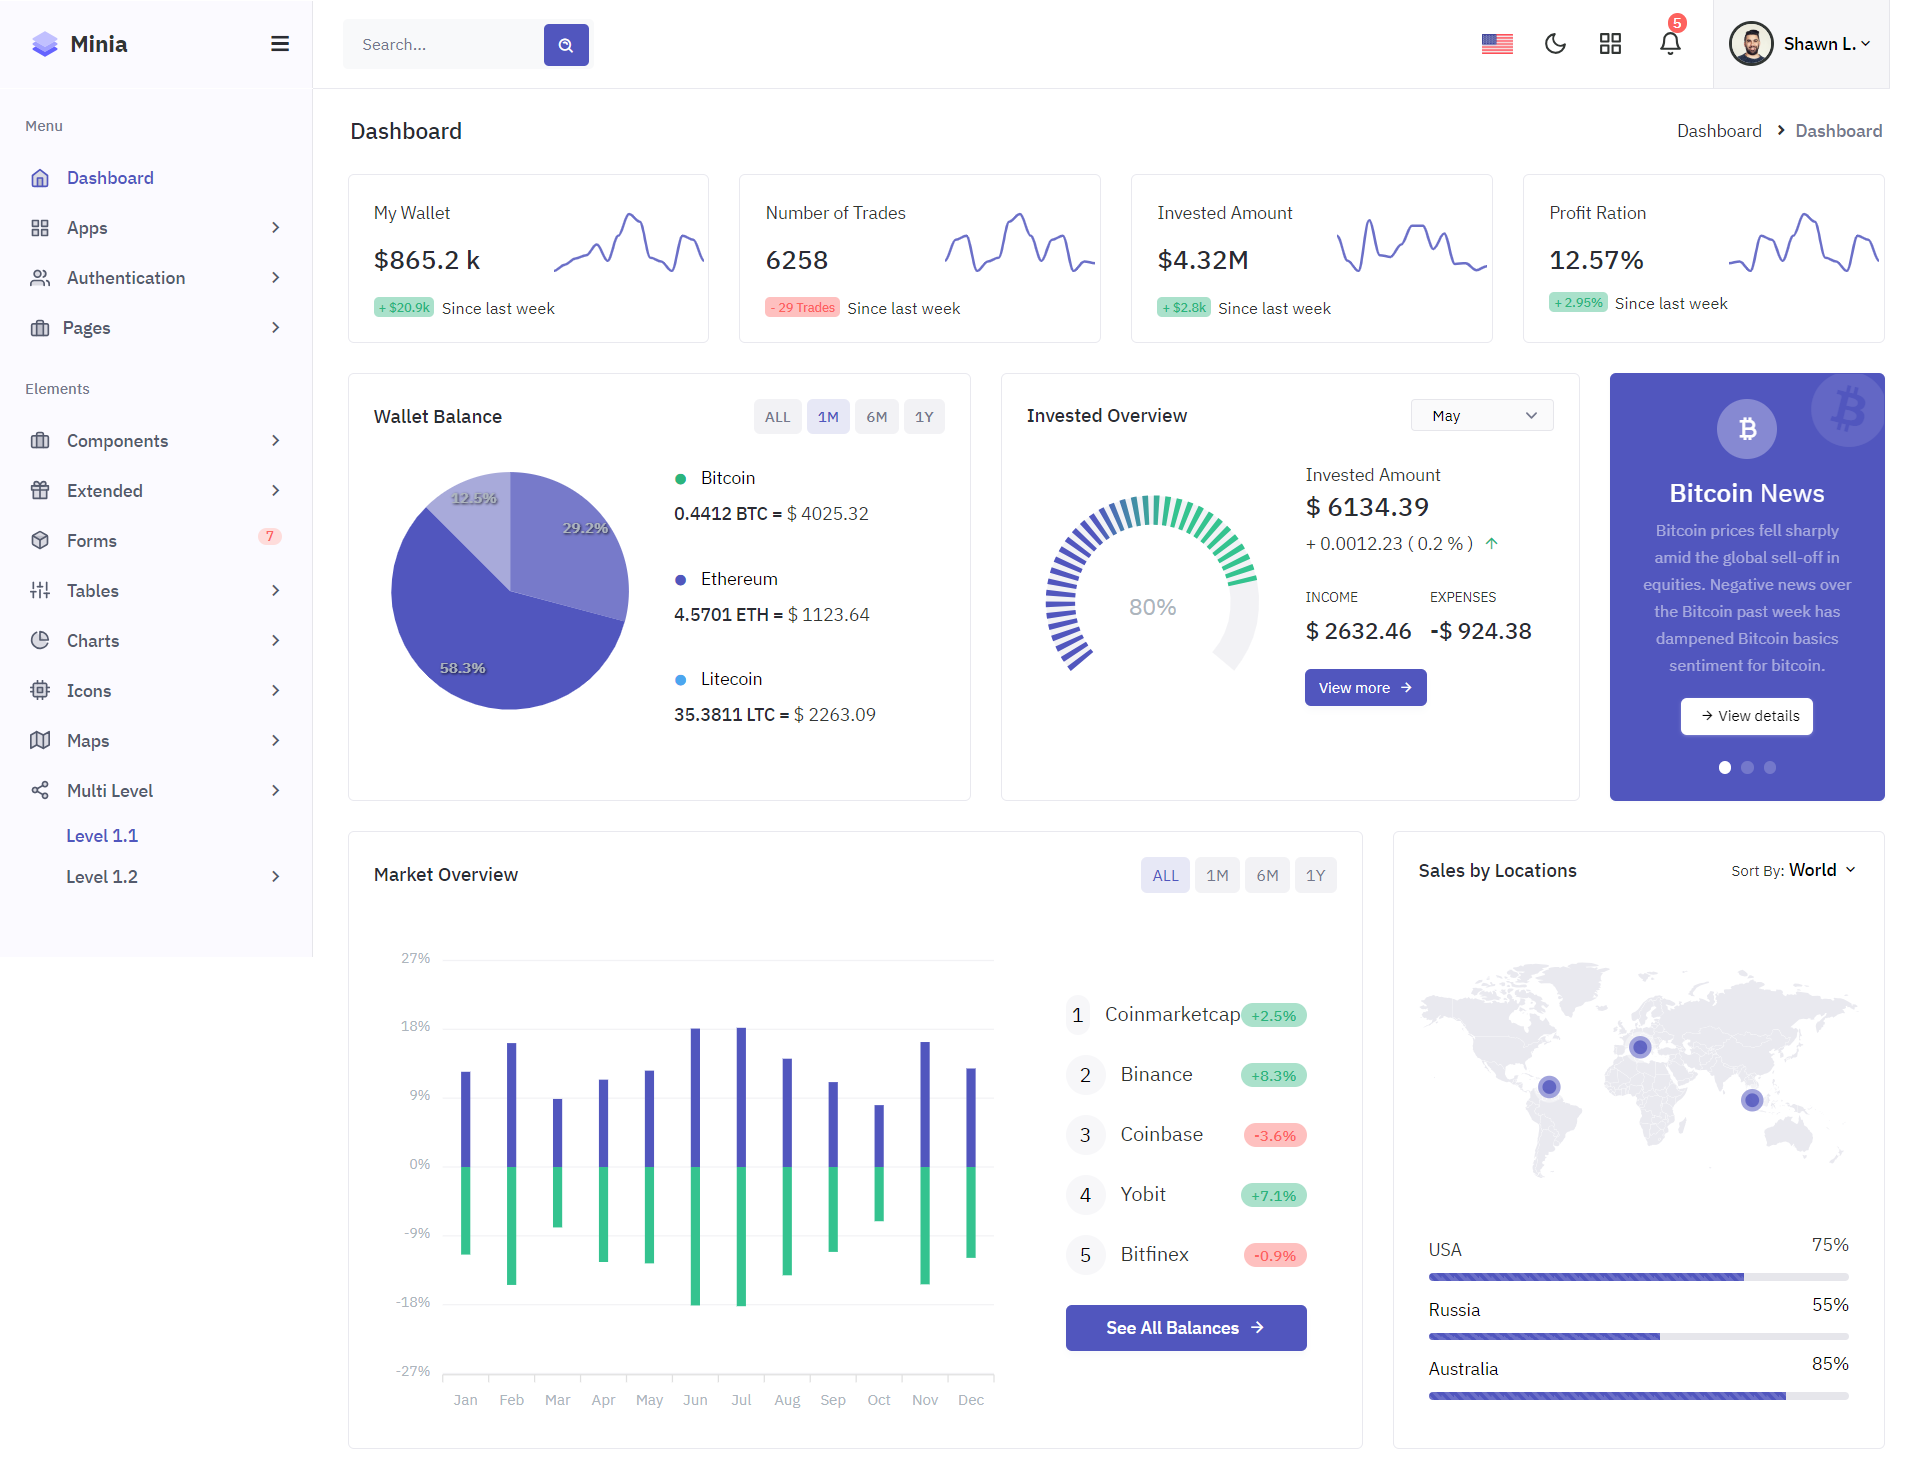 Minia
Search...
5
Shawn L.
Menu
Dashboard
Apps
Authentication
Pages
Elements
Components
Extended
Forms
7
Tables
Charts
Icons
Maps
Multi Level
Level 1.1
Level 1.2
Dashboard
Dashboard
Dashboard
My Wallet
$865.2 k
+ $20.9k Since last week
Number of Trades
6258
- 29 Trades Since last week
Invested Amount
$4.32M
+ $2.8k Since last week
Profit Ration
12.57%
+ 2.95% Since last week
Wallet Balance
ALL 1M 6M 1Y
12.5%
29.2%
58.3%
Bitcoin
0.4412 BTC = $ 4025.32
Ethereum
4.5701 ETH = $ 1123.64
Litecoin
35.3811 LTC = $ 2263.09
Invested Overview
May
80%
Invested Amount
$ 6134.39
+ 0.0012.23 ( 0.2 % )
INCOME EXPENSES
$ 2632.46 -$ 924.38
View more
Bitcoin News
Bitcoin prices fell sharply
amid the global sell-off in
equities. Negative news over
the Bitcoin past week has
dampened Bitcoin basics
sentiment for bitcoin.
View details
Market Overview
ALL 1M 6M 1Y
27%
18%
9%
0%
-9%
-18%
-27%
Jan Feb Mar Apr May Jun Jul Aug Sep Oct Nov Dec
1 Coinmarketcap +2.5%
2 Binance +8.3%
3 Coinbase -3.6%
4 Yobit +7.1%
5 Bitfinex -0.9%
See All Balances
Sales by Locations
Sort By: World
USA 75%
Russia 55%
Australia 85%